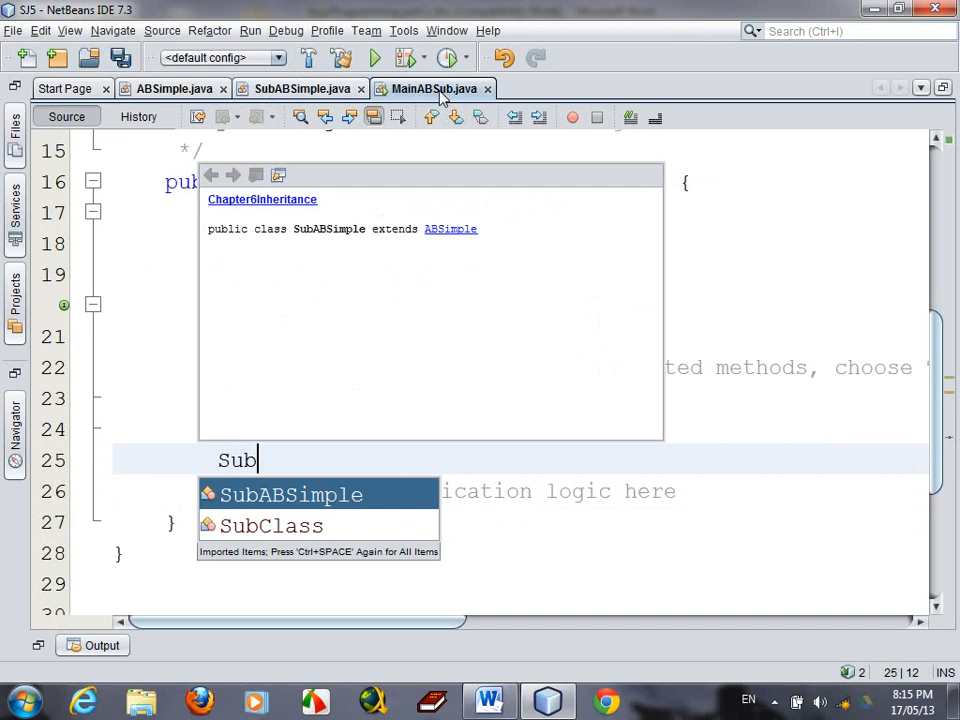 SJ5 - NetBeans IDE 7.3
File Edit View Navigate Source Refactor Run Debug Profile Team Tools Window Help
Search (Ctrl+I)
<default config>
Start Page ABSimple.java SubABSimple.java MainABSub.java
Source History
Files
Services
Projects
Navigator
15 */
16 pub {
17
18
19
21
22 ted methods, choose
23
24
25 Sub
26 ication logic here
27 }
28 }
29
30
Chapter6Inheritance
public class SubABSimple extends ABSimple
SubABSimple
SubClass
Imported Items; Press 'Ctrl+SPACE' Again for All Items
Output
2 25|12 INS
EN 8:15 PM
17/05/13